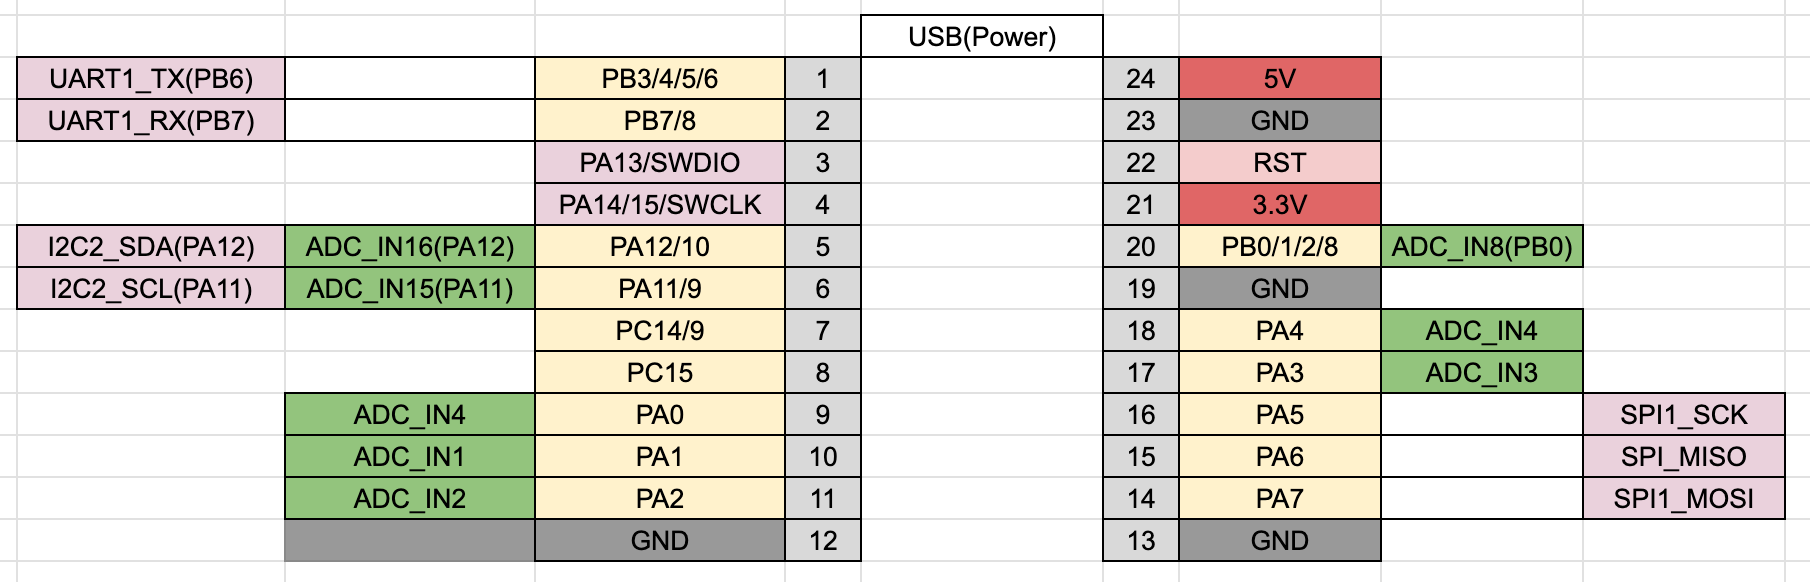 USB(Power)
UART1_TX(PB6) PB3/4/5/6 1 24 5V
UART1_RX(PB7) PB7/8 2 23 GND
PA13/SWDIO 3 22 RST
PA14/15/SWCLK 4 21 3.3V
I2C2_SDA(PA12) ADC_IN16(PA12) PA12/10 5 20 PB0/1/2/8 ADC_IN8(PB0)
I2C2_SCL(PA11) ADC_IN15(PA11) PA11/9 6 19 GND
PC14/9 7 18 PA4 ADC_IN4
PC15 8 17 PA3 ADC_IN3
ADC_IN4 PA0 9 16 PA5 SPI1_SCK
ADC_IN1 PA1 10 15 PA6 SPI_MISO
ADC_IN2 PA2 11 14 PA7 SPI1_MOSI
GND 12 13 GND